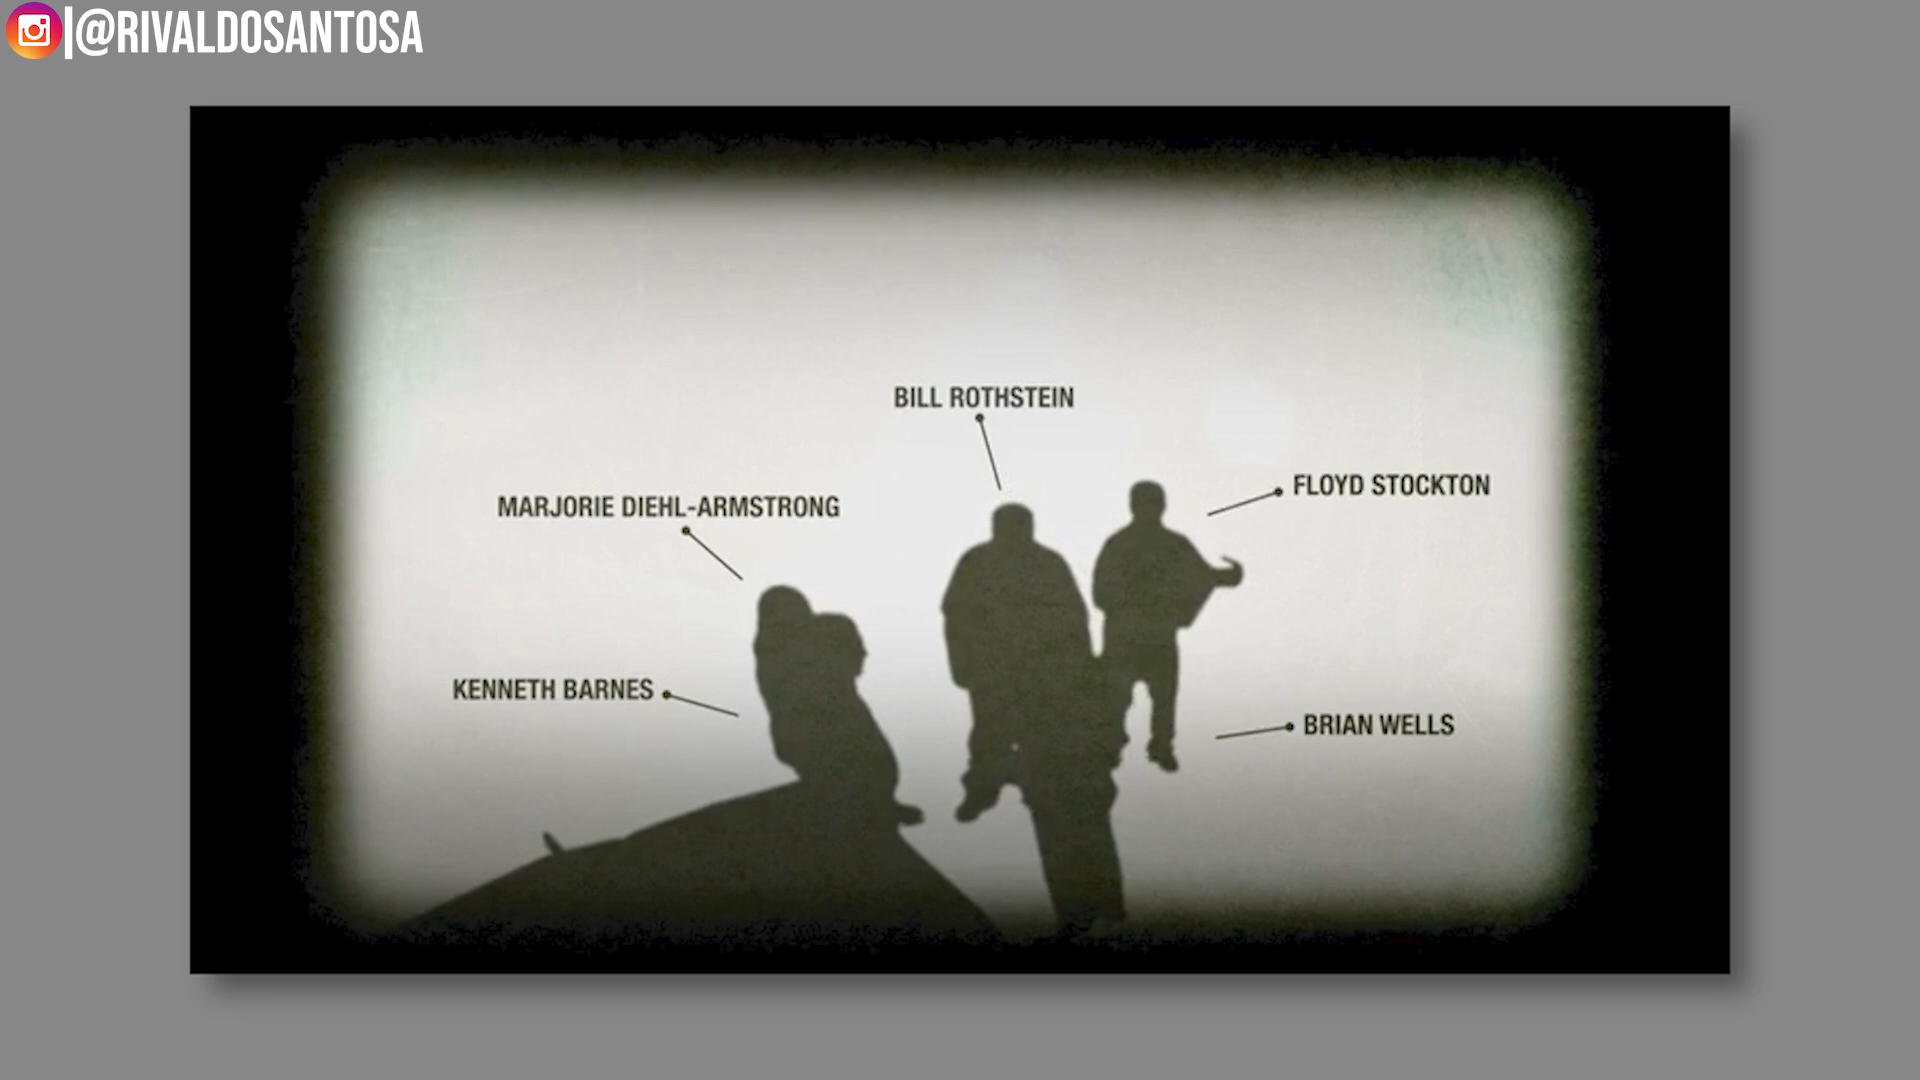 |@RIVALDOSANTOSA
BILL ROTHSTEIN
FLOYD STOCKTON
MARJORIE DIEHL-ARMSTRONG
KENNETH BARNES
BRIAN WELLS